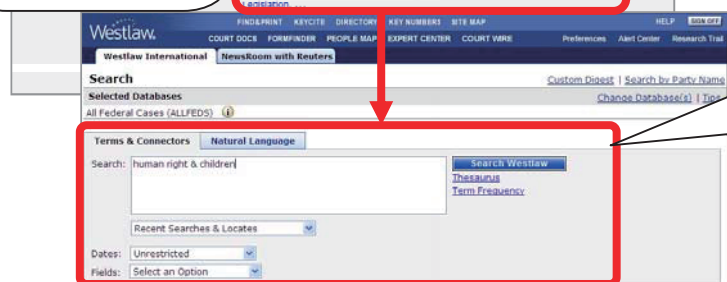 Legislation, ...
Westlaw.
FIND&PRINT KEYCITE DIRECTORY KEY NUMBERS SITE MAP HELP SIGN OFF
COURT DOCS FORMFINDER PEOPLE MAP EXPERT CENTER COURT WIRE Preferences Alert Center Research Trail
Westlaw International NewsRoom with Reuters
Search Custom Digest | Search by Party Name
Selected Databases Change Database(s) | Tips
All Federal Cases (ALLFEDS) i
Terms & Connectors Natural Language
Search: human right & children Search Westlaw
Thesaurus
Term Frequency
Recent Searches & Locates
Dates: Unrestricted
Fields: Select an Option